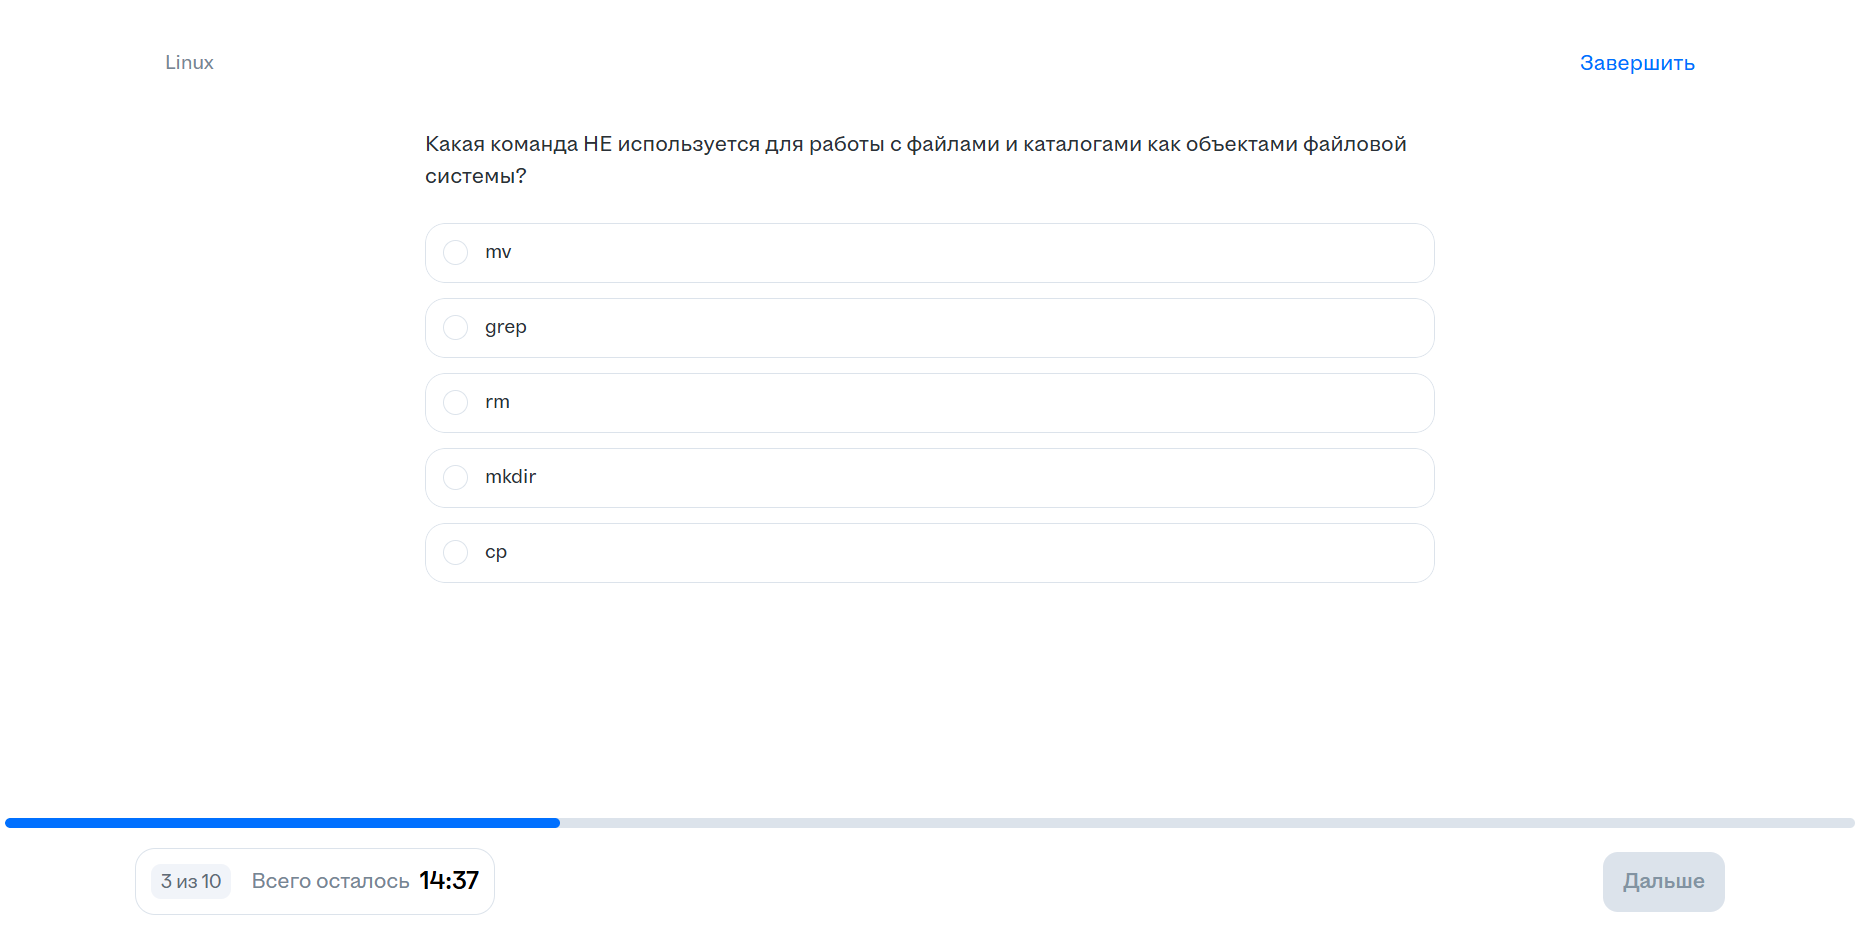 Linux
Завершить
Какая команда НЕ используется для работы с файлами и каталогами как объектами файловой
системы?
mv
grep
rm
mkdir
cp
3 из 10
Всего осталось 14:37
Дальше